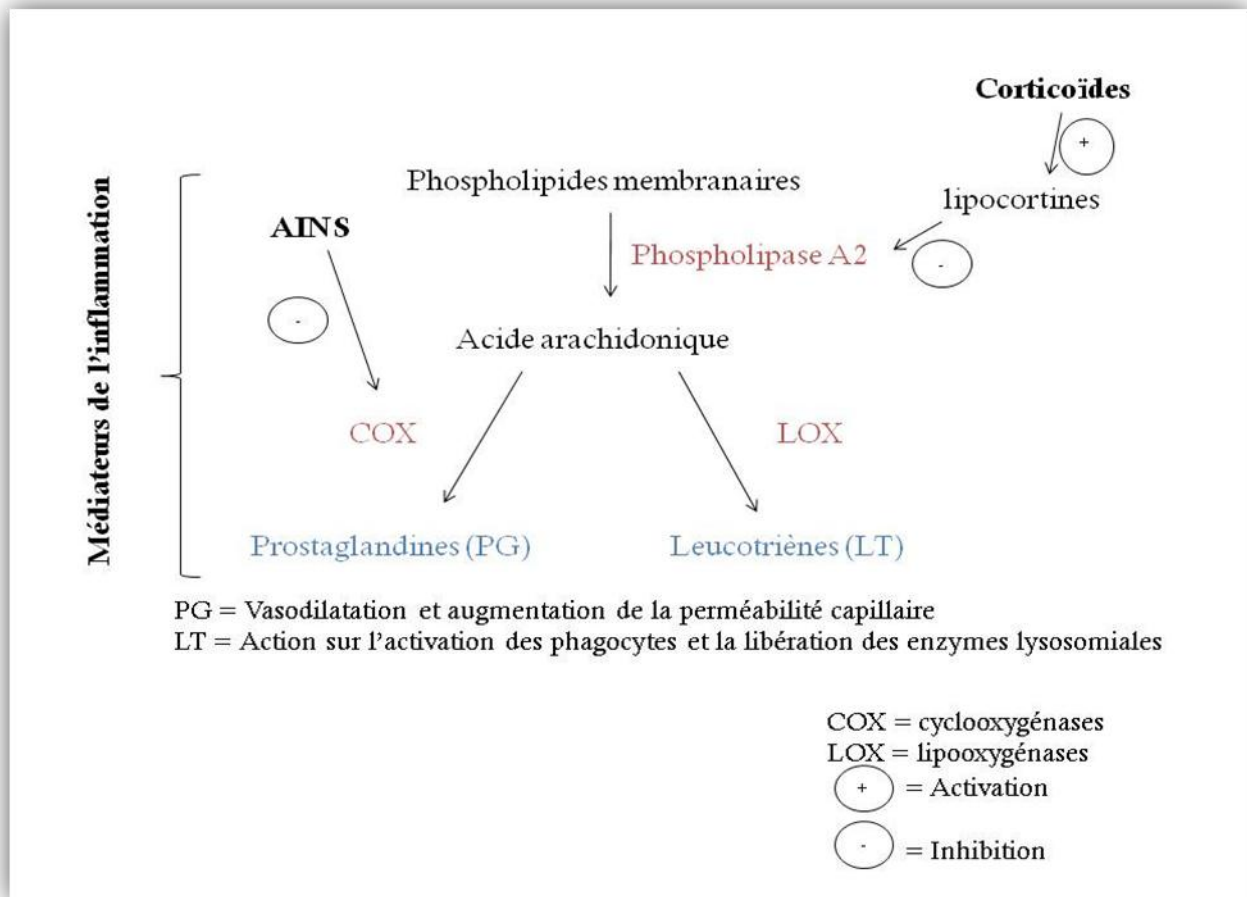 Corticoïdes
+
Phospholipides membranaires
lipocortines
AINS
Phospholipase A2
-
-
Acide arachidonique
COX
LOX
Médiateurs de l'inflammation
Prostaglandines (PG)
Leucotriènes (LT)
PG = Vasodilatation et augmentation de la perméabilité capillaire
LT = Action sur l'activation des phagocytes et la libération des enzymes lysosomiales
COX = cyclooxygénases
LOX = lipooxygénases
+ = Activation
- = Inhibition